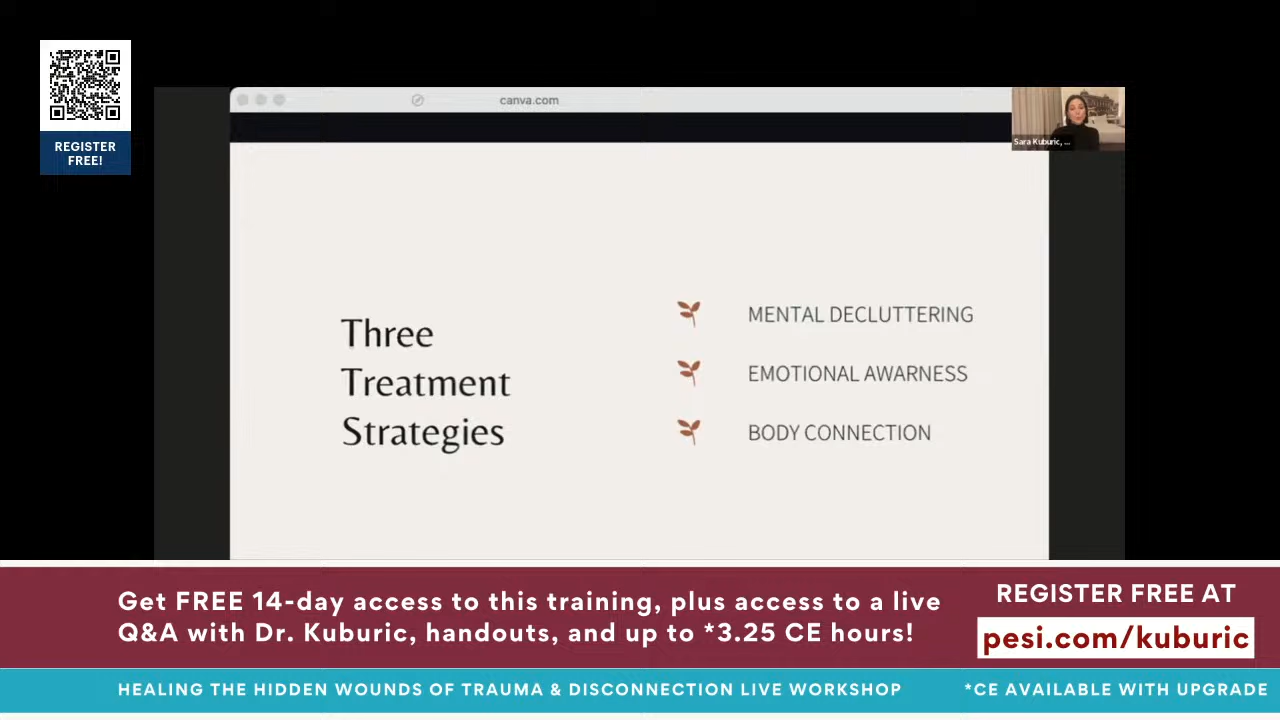 REGISTER
FREE!
canva.com
Sara Kuburic, ...
Three
Treatment
Strategies
MENTAL DECLUTTERING
EMOTIONAL AWARNESS
BODY CONNECTION
Get FREE 14-day access to this training, plus access to a live
Q&A with Dr. Kuburic, handouts, and up to *3.25 CE hours!
REGISTER FREE AT
pesi.com/kuburic
HEALING THE HIDDEN WOUNDS OF TRAUMA & DISCONNECTION LIVE WORKSHOP
*CE AVAILABLE WITH UPGRADE